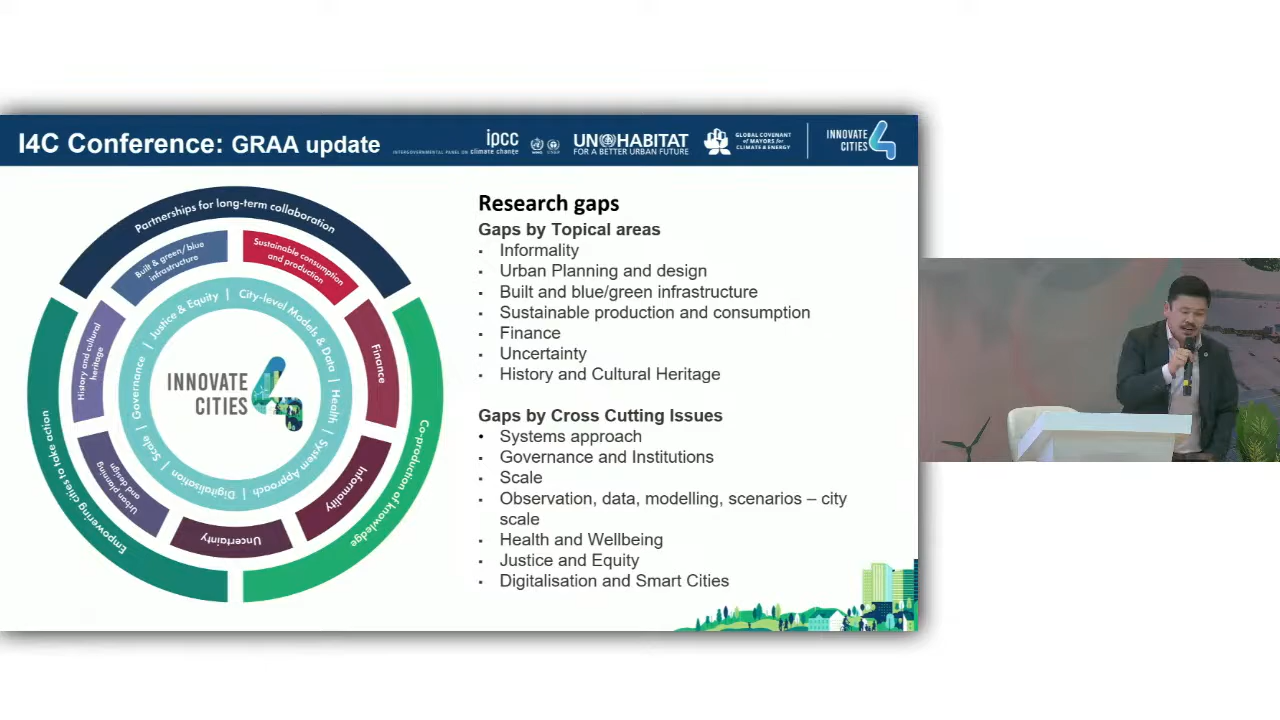 I4C Conference: GRAA update
ipcc
INTERGOVERNMENTAL PANEL ON climate change
UN HABITAT
FOR A BETTER URBAN FUTURE
GLOBAL COVENANT
of MAYORS for
CLIMATE & ENERGY
INNOVATE
CITIES
4
Partnerships for long-term collaboration
Built & green/blue
infrastructure
Sustainable consumption
and production
History and cultural
heritage
Finance
Urban planning
and design
Informality
Uncertainty
Empowering cities to take action
Co-production of knowledge
Justice & Equity | City-level Models & Data | Health | System Approach | Digitalisation | Scale | Governance |
INNOVATE
CITIES
4
Research gaps
Gaps by Topical areas
▪ Informality
▪ Urban Planning and design
▪ Built and blue/green infrastructure
▪ Sustainable production and consumption
▪ Finance
▪ Uncertainty
▪ History and Cultural Heritage
Gaps by Cross Cutting Issues
• Systems approach
▪ Governance and Institutions
▪ Scale
▪ Observation, data, modelling, scenarios – city
scale
▪ Health and Wellbeing
▪ Justice and Equity
▪ Digitalisation and Smart Cities